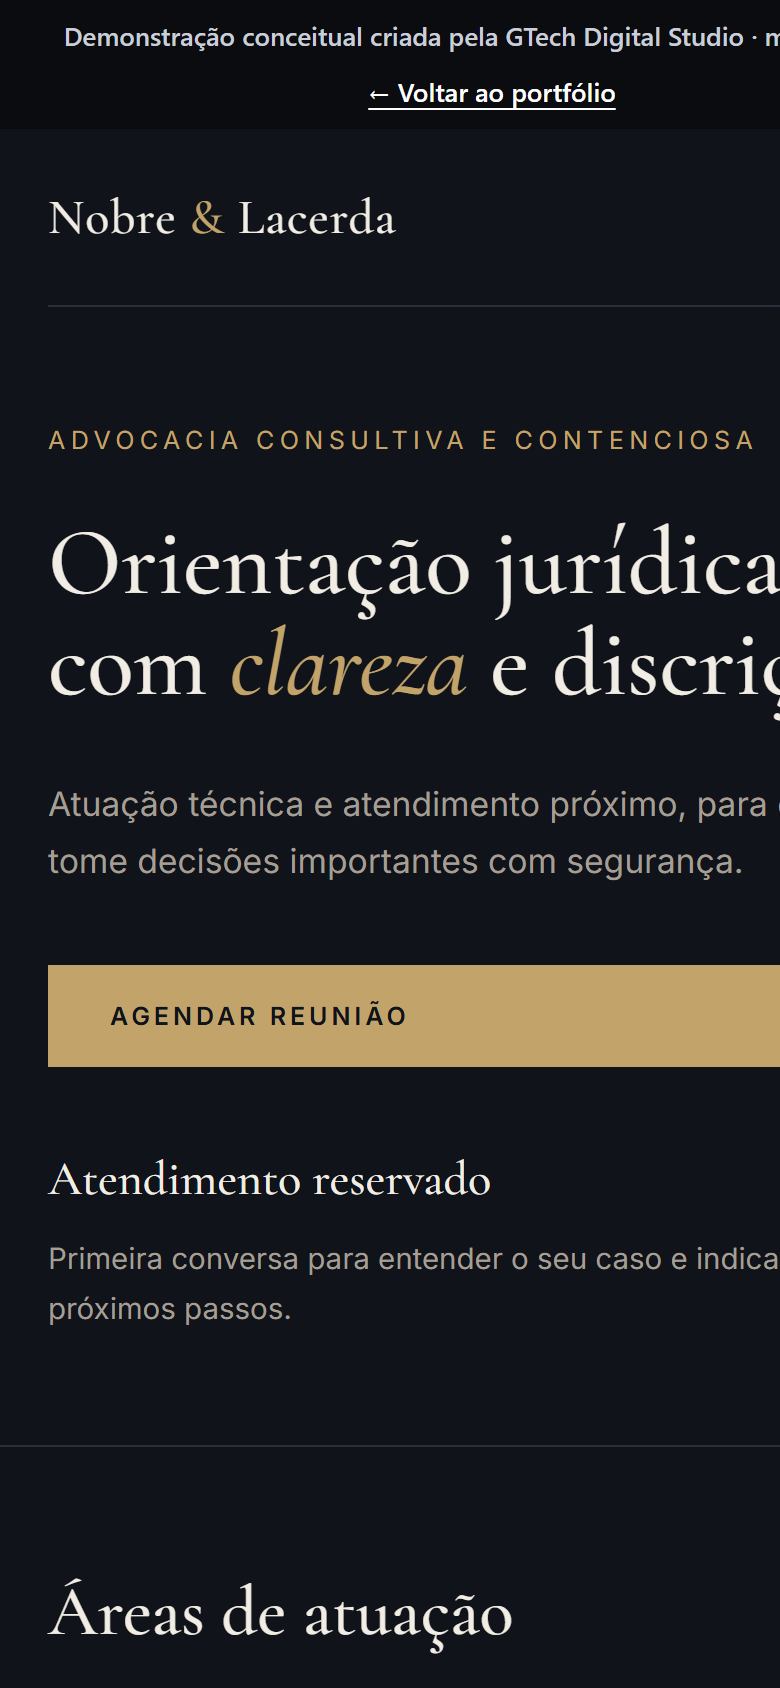 Demonstração conceitual criada pela GTech Digital Studio ·
← Voltar ao portfólio
Nobre & Lacerda
ADVOCACIA CONSULTIVA E CONTENCIOSA
Orientação jurídica
com clareza e
Atuação técnica e atendimento próximo, para
tome decisões importantes com segurança.
AGENDAR REUNIÃO
Atendimento reservado
Primeira conversa para entender o seu caso e
próximos passos.
Áreas de atuação